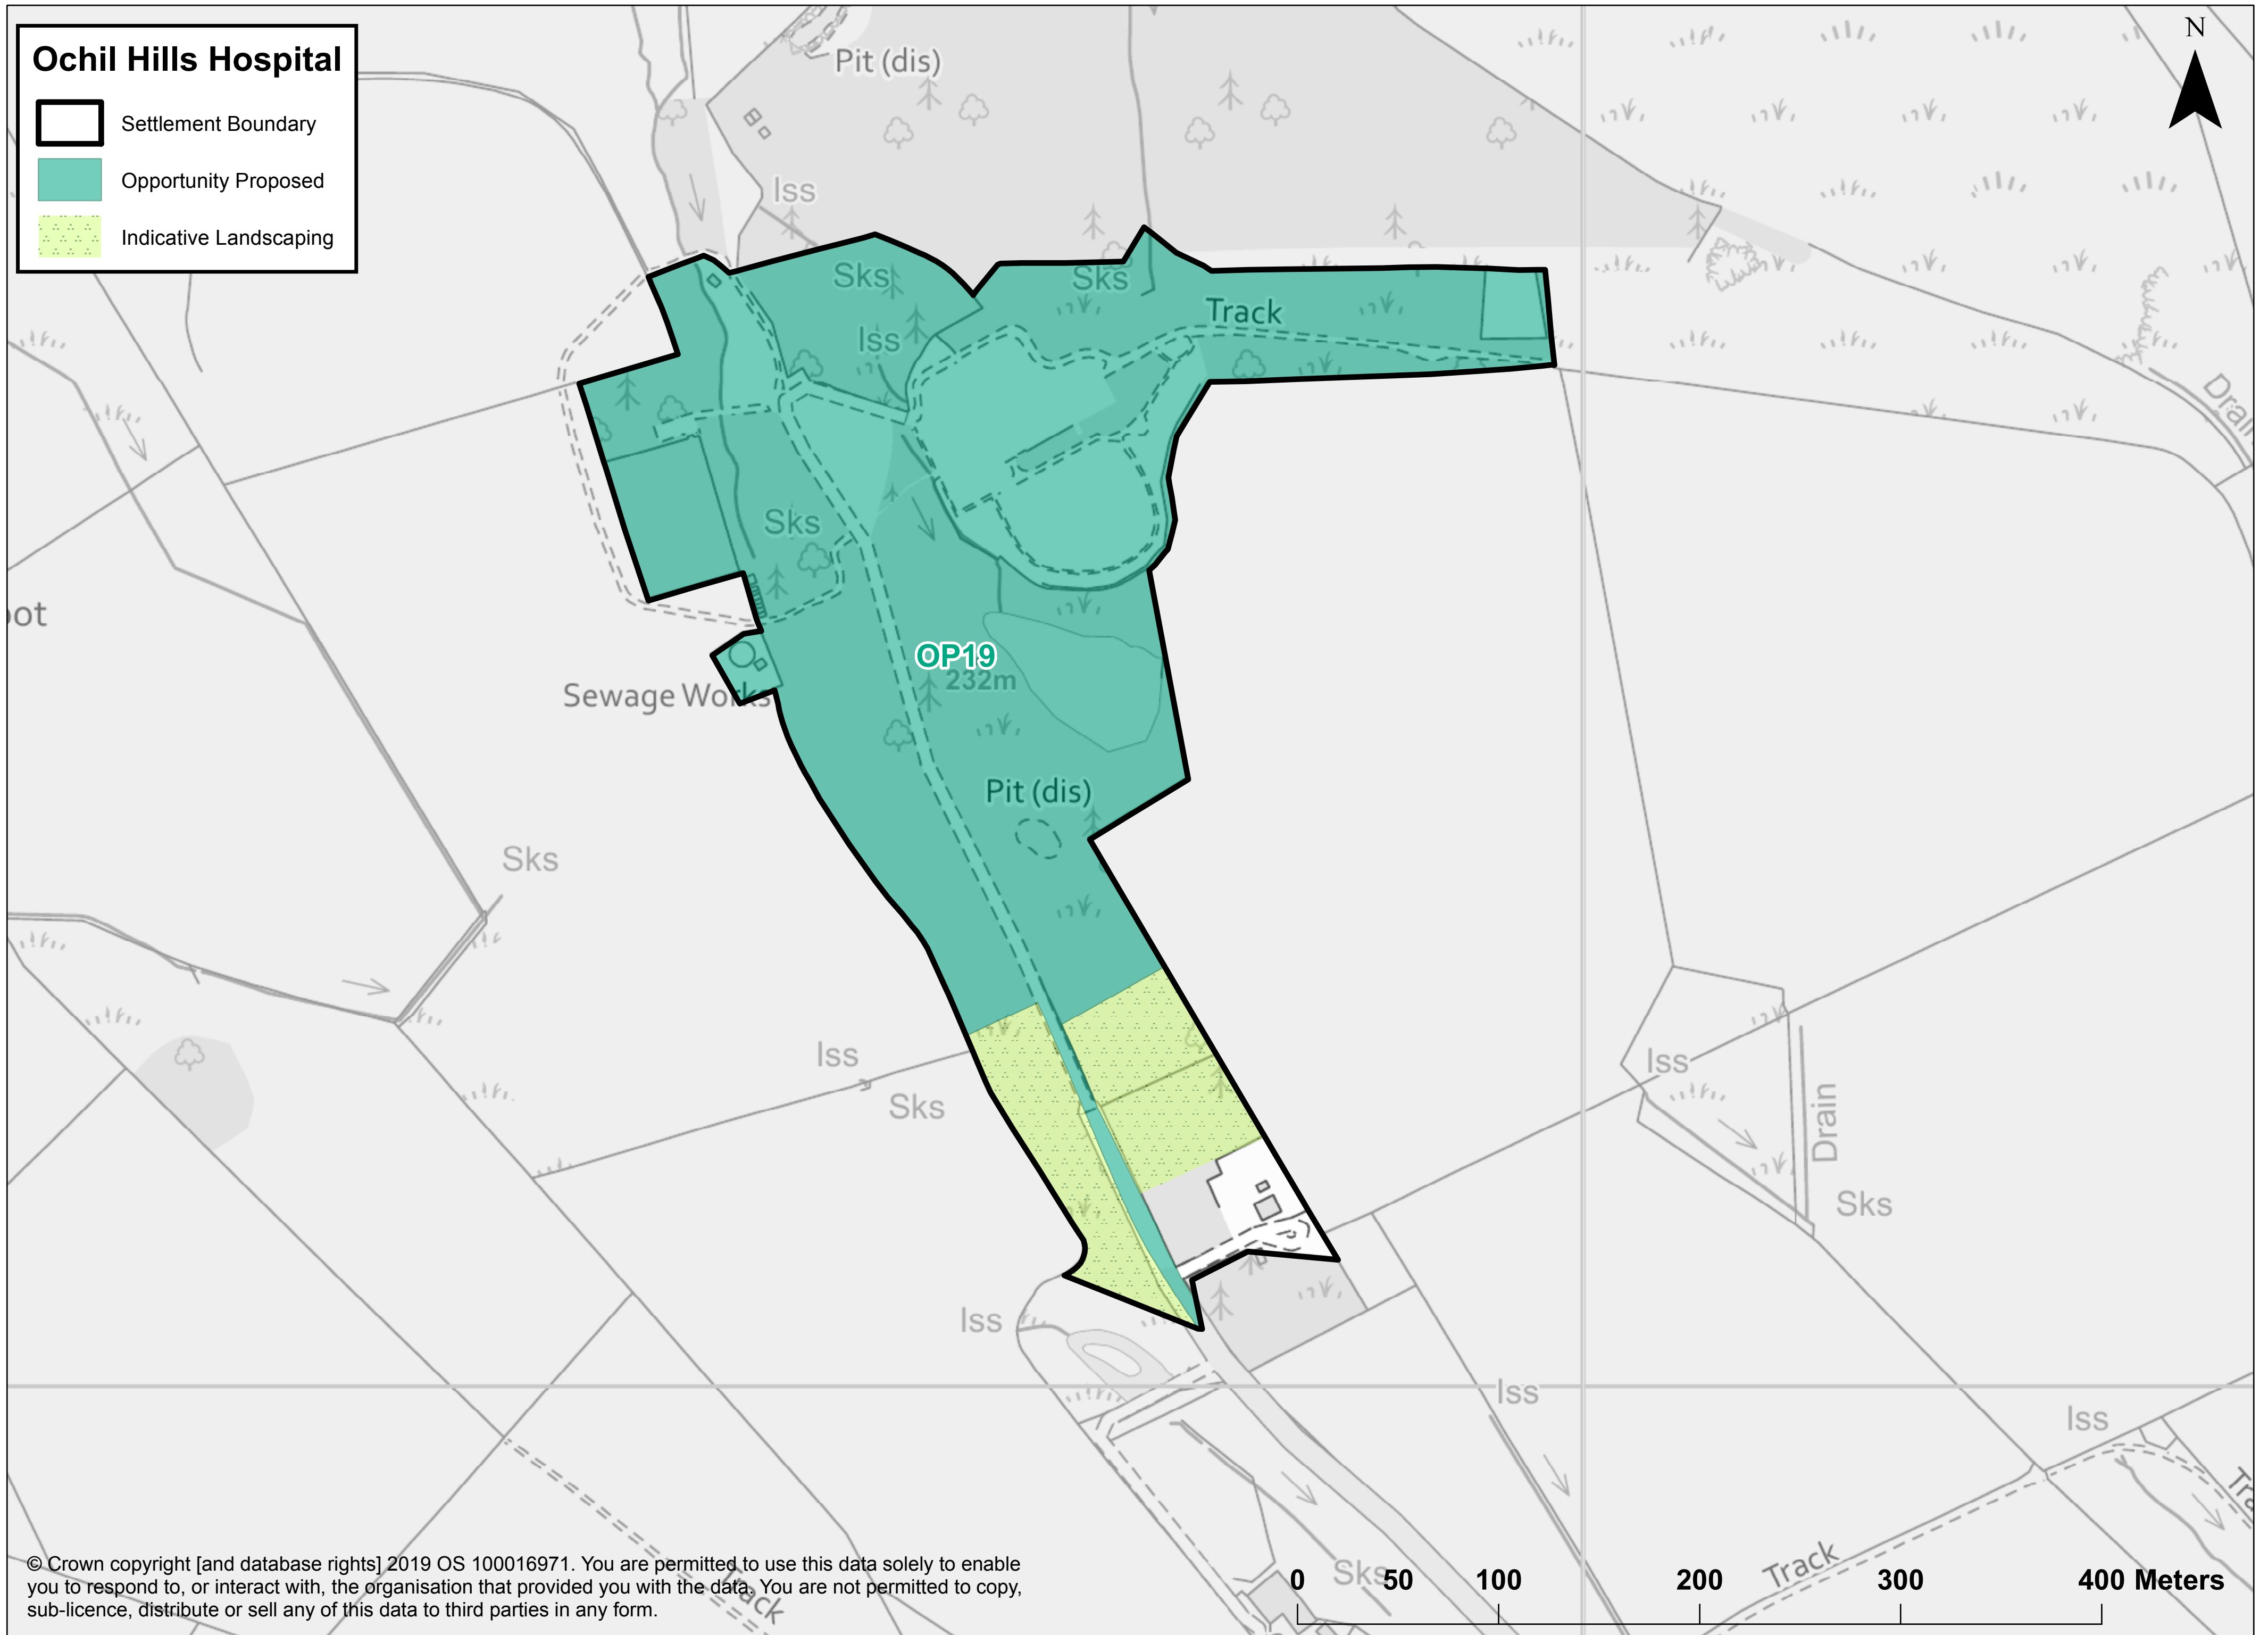 Ochil Hills Hospital
Settlement Boundary
Opportunity Proposed
Indicative Landscaping
N
Pit (dis)
Iss
Sks
Sks
Track
Iss
Drain
Sks
OP19
232m
Sewage Works
Pit (dis)
Sks
Iss
Sks
Iss
Drain
Sks
Iss
Iss
Iss
Track
Sks
Track
0 50 100 200 300 400 Meters
© Crown copyright [and database rights] 2019 OS 100016971. You are permitted to use this data solely to enable
you to respond to, or interact with, the organisation that provided you with the data. You are not permitted to copy,
sub-licence, distribute or sell any of this data to third parties in any form.